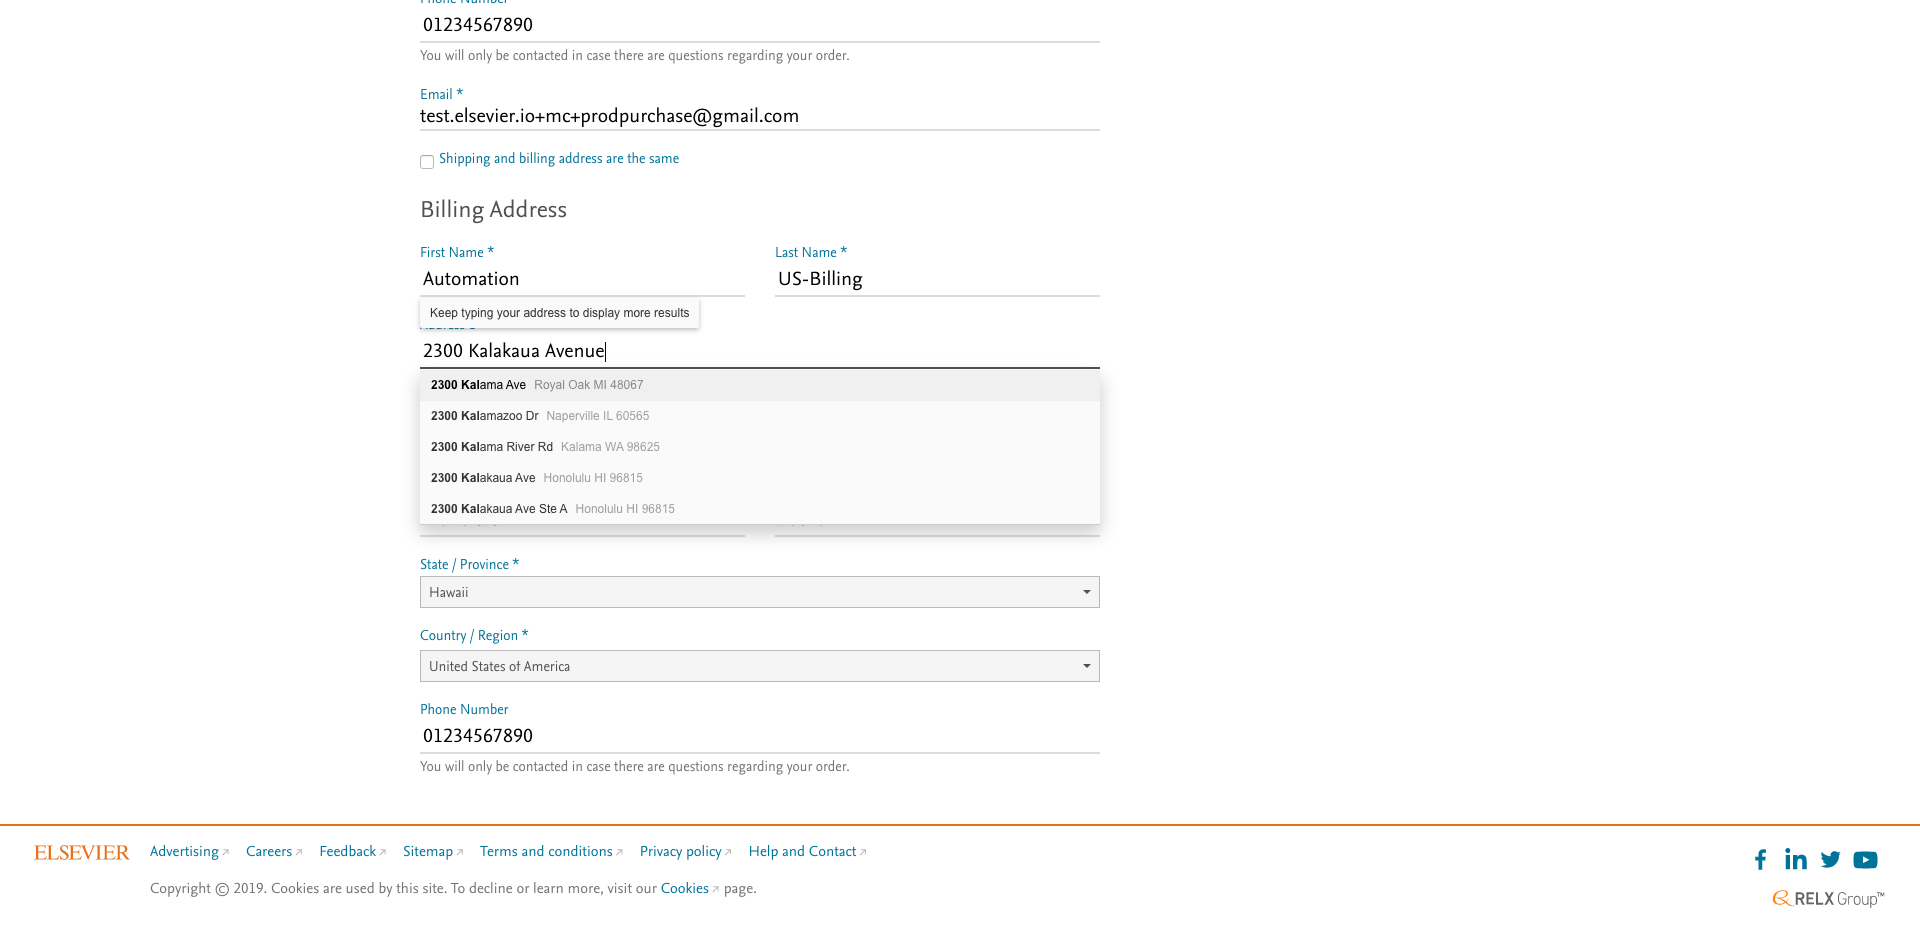 01234567890
You will only be contacted in case there are questions regarding your order.
Email *
test.elsevier.io+mc+prodpurchase@gmail.com
Shipping and billing address are the same
Billing Address
First Name * Last Name *
Automation US-Billing
Keep typing your address to display more results
2300 Kalakaua Avenue
2300 Kalama Ave Royal Oak MI 48067
2300 Kalamazoo Dr Naperville IL 60565
2300 Kalama River Rd Kalama WA 98625
2300 Kalakaua Ave Honolulu HI 96815
2300 Kalakaua Ave Ste A Honolulu HI 96815
State / Province *
Hawaii
Country / Region *
United States of America
Phone Number
01234567890
You will only be contacted in case there are questions regarding your order.
ELSEVIER Advertising Careers Feedback Sitemap Terms and conditions Privacy policy Help and Contact
Copyright © 2019. Cookies are used by this site. To decline or learn more, visit our Cookies page.
RELX Group™